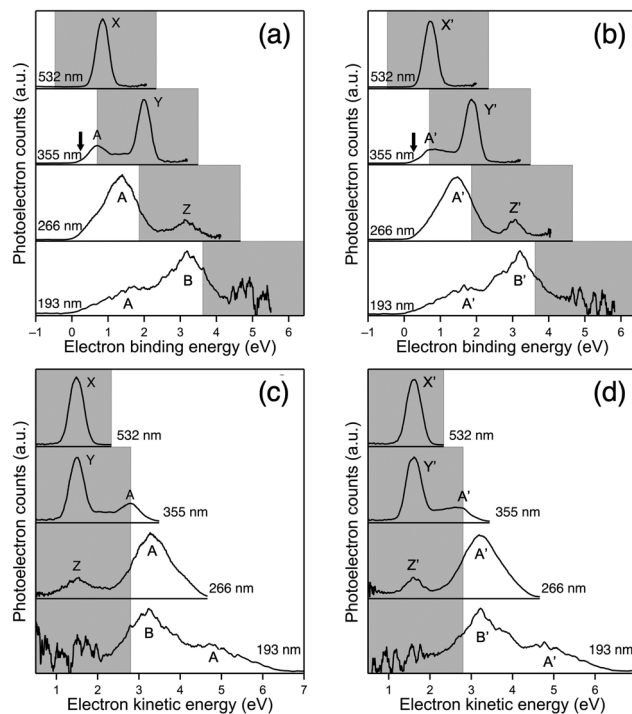 (a)
X
532 nm
Y
A
355 nm
A
Z
266 nm
A
B
193 nm
−1 0 1 2 3 4 5 6
Electron binding energy (eV)
Photoelectron counts (a.u.)
(b)
X'
532 nm
Y'
A'
355 nm
A'
Z'
266 nm
A'
B'
193 nm
−1 0 1 2 3 4 5 6
Electron binding energy (eV)
Photoelectron counts (a.u.)
(c)
X
532 nm
Y
A
355 nm
Z
A
266 nm
B
A
193 nm
1 2 3 4 5 6 7
Electron kinetic energy (eV)
Photoelectron counts (a.u.)
(d)
X'
532 nm
Y'
A'
355 nm
Z'
A'
266 nm
B'
A'
193 nm
1 2 3 4 5 6
Electron kinetic energy (eV)
Photoelectron counts (a.u.)